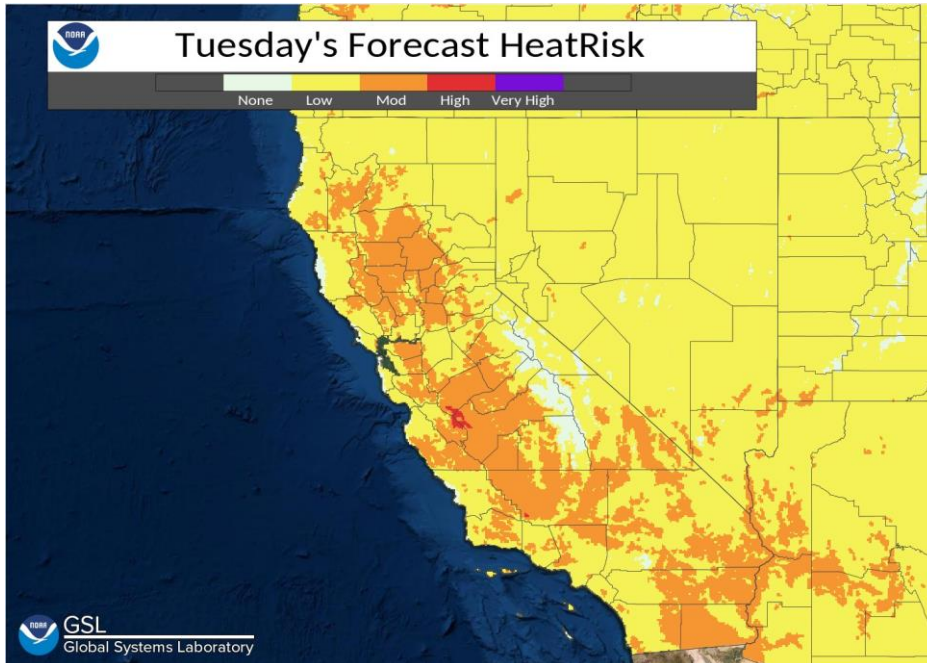 NOAA
Tuesday's Forecast HeatRisk
None Low Mod High Very High
NOAA
GSL
Global Systems Laboratory